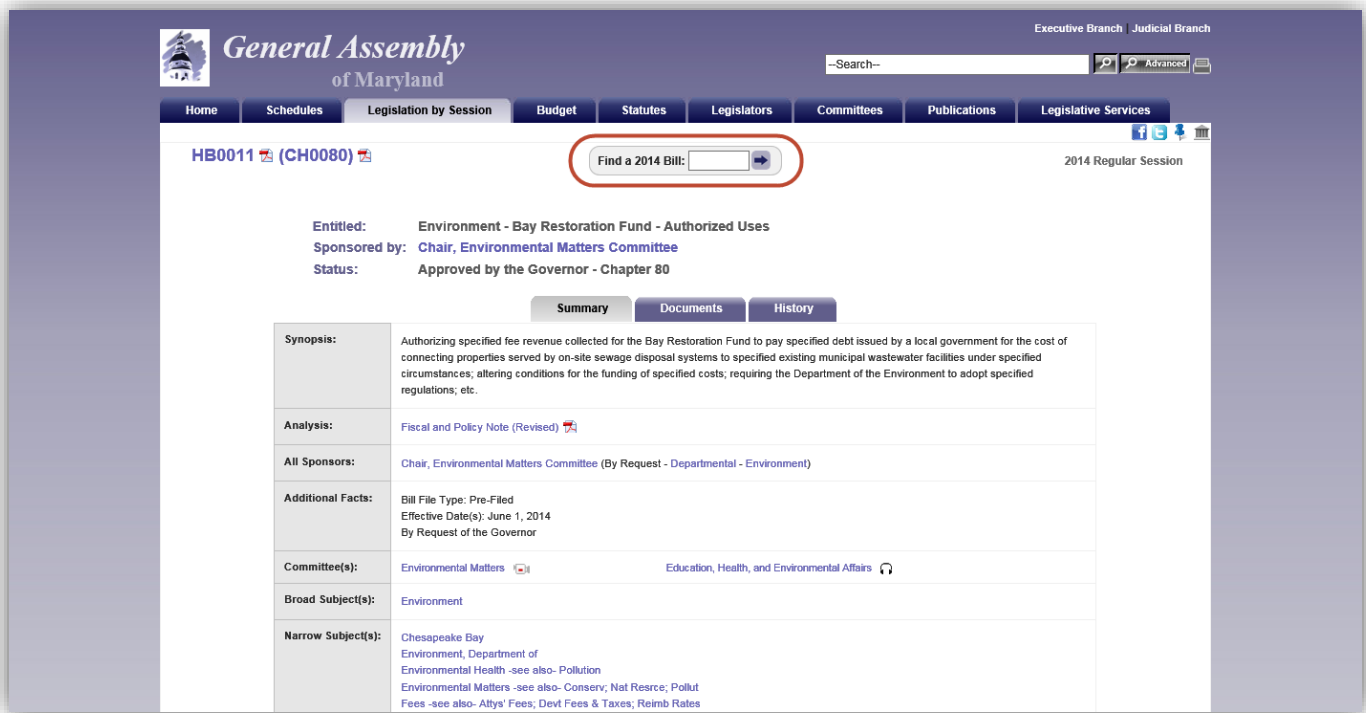 Executive Branch | Judicial Branch
General Assembly
of Maryland
--Search--
Advanced
Home Schedules Legislation by Session Budget Statutes Legislators Committees Publications Legislative Services
HB0011 (CH0080)
Find a 2014 Bill:
2014 Regular Session
Entitled: Environment - Bay Restoration Fund - Authorized Uses
Sponsored by: Chair, Environmental Matters Committee
Status: Approved by the Governor - Chapter 80
Summary Documents History
Synopsis: Authorizing specified fee revenue collected for the Bay Restoration Fund to pay specified debt issued by a local government for the cost of
connecting properties served by on-site sewage disposal systems to specified existing municipal wastewater facilities under specified
circumstances; altering conditions for the funding of specified costs; requiring the Department of the Environment to adopt specified
regulations; etc.
Analysis: Fiscal and Policy Note (Revised)
All Sponsors: Chair, Environmental Matters Committee (By Request - Departmental - Environment)
Additional Facts: Bill File Type: Pre-Filed
Effective Date(s): June 1, 2014
By Request of the Governor
Committee(s): Environmental Matters Education, Health, and Environmental Affairs
Broad Subject(s): Environment
Narrow Subject(s): Chesapeake Bay
Environment, Department of
Environmental Health -see also- Pollution
Environmental Matters -see also- Conserv; Nat Resrce; Pollut
Fees -see also- Attys' Fees; Devt Fees & Taxes; Reimb Rates